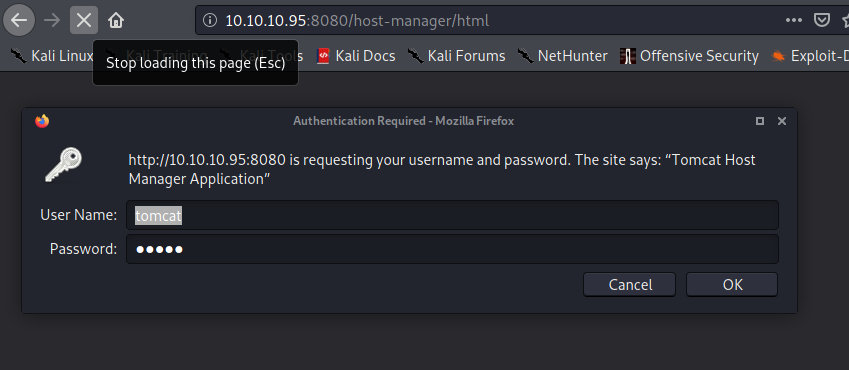 10.10.10.95:8080/host-manager/html
Kali Linux Kali Training Kali Tools Kali Docs Kali Forums NetHunter Offensive Security Exploit-D
Stop loading this page (Esc)
Authentication Required - Mozilla Firefox
http://10.10.10.95:8080 is requesting your username and password. The site says: “Tomcat Host
Manager Application”
User Name: tomcat
Password: ●●●●●
Cancel OK